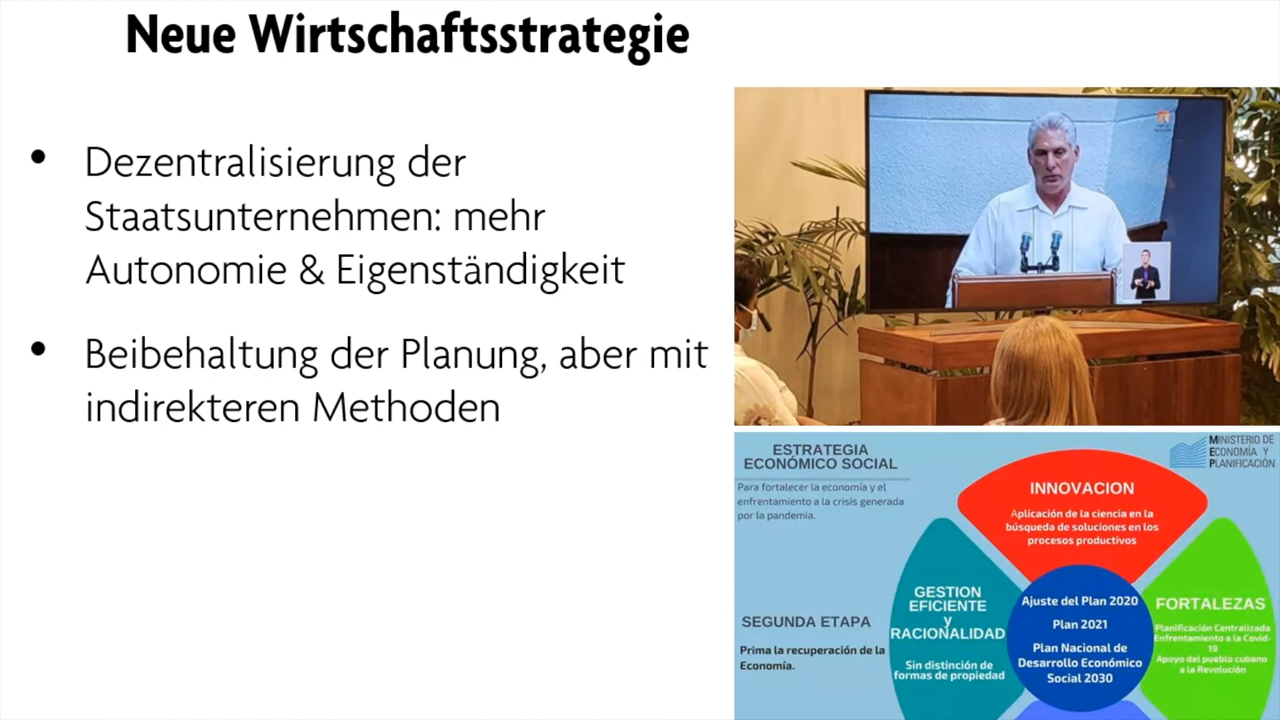 Neue Wirtschaftsstrategie
• Dezentralisierung der
Staatsunternehmen: mehr
Autonomie & Eigenständigkeit
• Beibehaltung der Planung, aber mit
indirekteren Methoden
ESTRATEGIA
ECONÓMICO SOCIAL
Para fortalecer la economía y el
enfrentamiento a la crisis generada
por la pandemia.
SEGUNDA ETAPA
Prima la recuperación de la
Economía.
MINISTERIO DE
ECONOMÍA Y
PLANIFICACIÓN
INNOVACION
Aplicación de la ciencia en la
búsqueda de soluciones en los
procesos productivos
GESTION
EFICIENTE
y
RACIONALIDAD
Sin distinción de
formas de propiedad
Ajuste del Plan 2020
Plan 2021
Plan Nacional de
Desarrollo Económico
Social 2030
FORTALEZAS
Planificación Centralizada
Enfrentamiento a la Covid-
19
Apoyo del pueblo cubano
a la Revolución